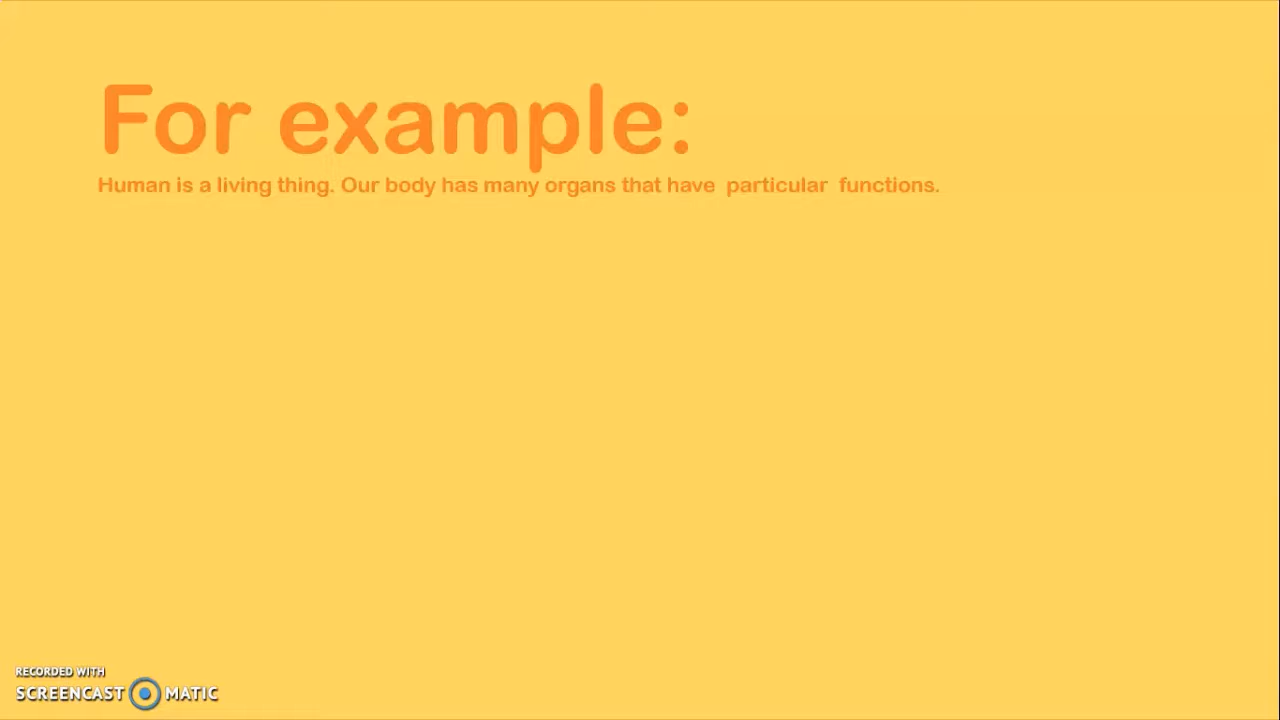 For example:
Human is a living thing. Our body has many organs that have particular functions.
RECORDED WITH
SCREENCAST MATIC